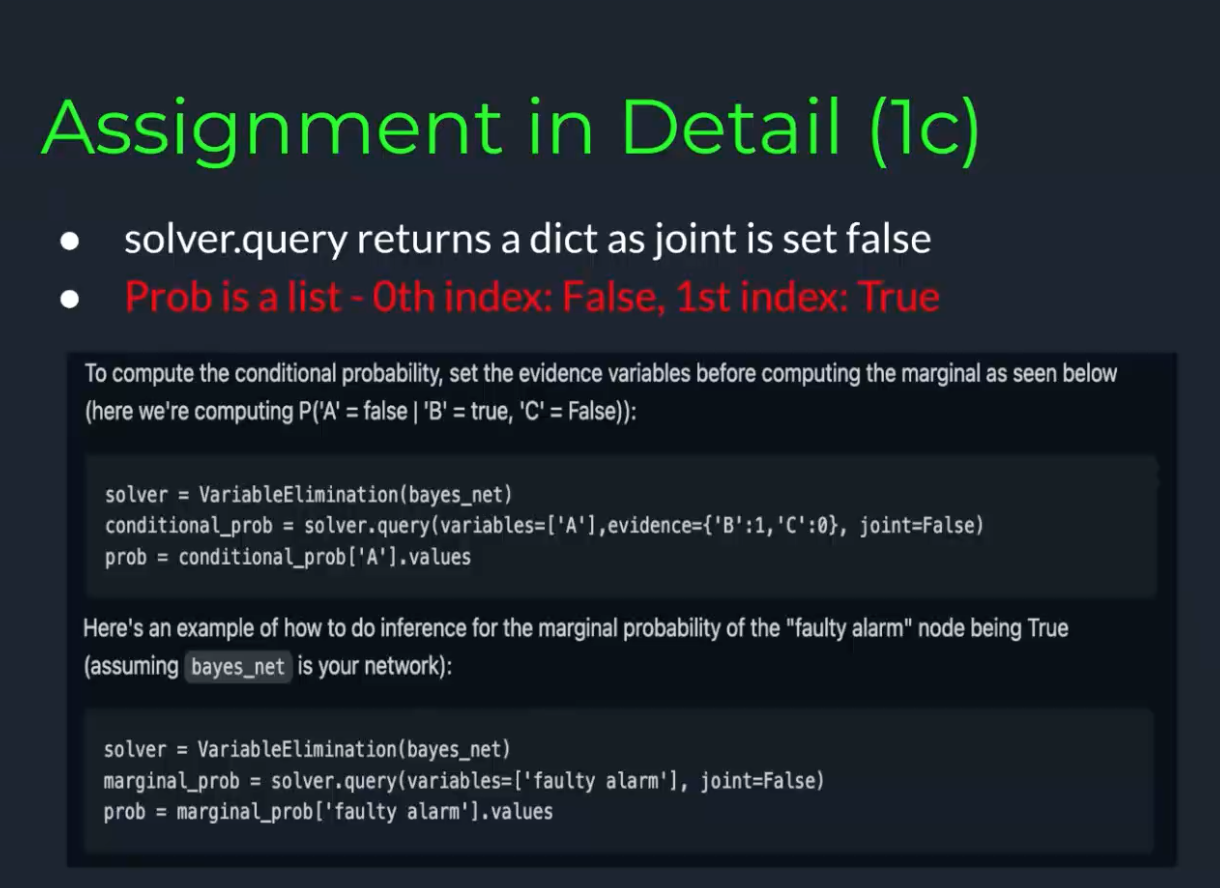 Assignment in Detail (1c)
● solver.query returns a dict as joint is set false
● Prob is a list - 0th index: False, 1st index: True
To compute the conditional probability, set the evidence variables before computing the marginal as seen below
(here we're computing P('A' = false | 'B' = true, 'C' = False)):
solver = VariableElimination(bayes_net)
conditional_prob = solver.query(variables=['A'],evidence={'B':1,'C':0}, joint=False)
prob = conditional_prob['A'].values
Here's an example of how to do inference for the marginal probability of the "faulty alarm" node being True
(assuming bayes_net is your network):
solver = VariableElimination(bayes_net)
marginal_prob = solver.query(variables=['faulty alarm'], joint=False)
prob = marginal_prob['faulty alarm'].values